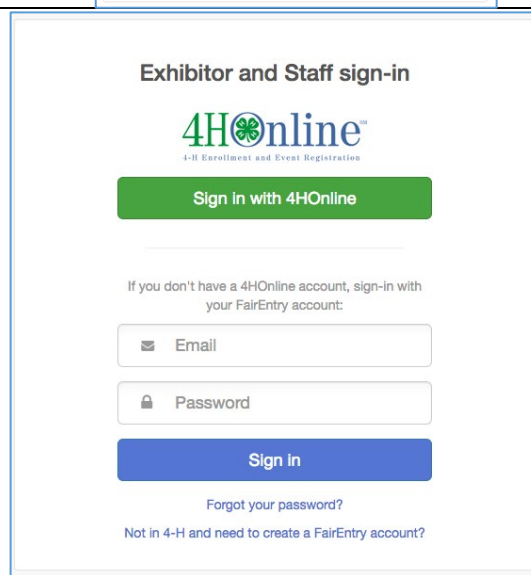 Exhibitor and Staff sign-in
4HOnline℠
4-H Enrollment and Event Registration
Sign in with 4HOnline
If you don't have a 4HOnline account, sign-in with
your FairEntry account:
Email
Password
Sign in
Forgot your password?
Not in 4-H and need to create a FairEntry account?